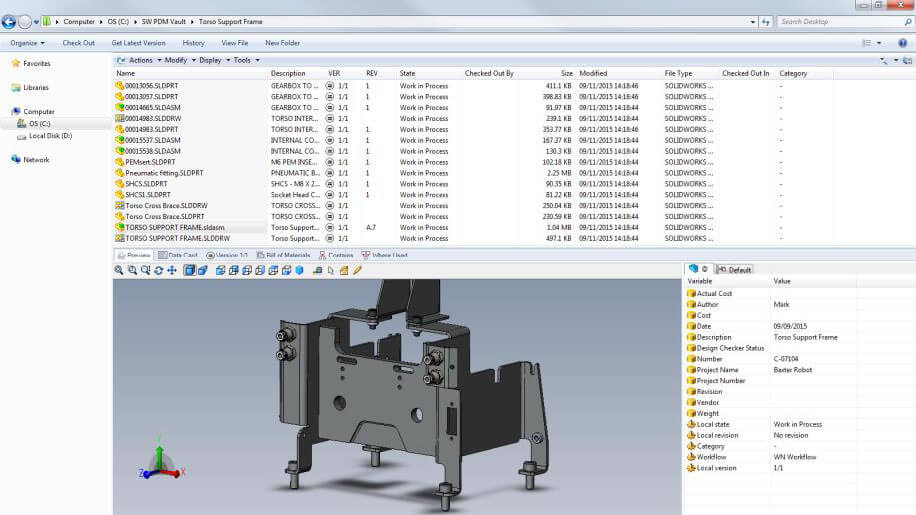 Computer ▸ OS (C:) ▸ SW PDM Vault ▸ Torso Support Frame
Search Desktop
Organize Check Out Get Latest Version History View File New Folder
Favorites
Libraries
Computer
OS (C:)
Local Disk (D:)
Network
Actions Modify Display Tools
Name Description VER REV State Checked Out By Size Modified File Type Checked Out In Category
00013056.SLDPRT GEARBOX TO ... 1/1 1 Work in Process 411.1 KB 09/11/2015 14:18:46 SOLIDWORKS ... -
00013057.SLDPRT GEARBOX TO ... 1/1 1 Work in Process 398.83 KB 09/11/2015 14:18:44 SOLIDWORKS ... -
00014665.SLDASM GEARBOX TO ... 1/1 1 Work in Process 91.97 KB 09/11/2015 14:18:44 SOLIDWORKS ... -
00014983.SLDDRW TORSO INTER... 1/1 Work in Process 239.1 KB 09/11/2015 14:18:44 SOLIDWORKS ... -
00014983.SLDPRT TORSO INTER... 1/1 1 Work in Process 353.77 KB 09/11/2015 14:18:46 SOLIDWORKS ... -
00015537.SLDASM INTERNAL CO... 1/1 1 Work in Process 167.37 KB 09/11/2015 14:18:44 SOLIDWORKS ... -
00015538.SLDASM INTERNAL CO... 1/1 1 Work in Process 130.3 KB 09/11/2015 14:18:44 SOLIDWORKS ... -
PEMsert.SLDPRT M6 PEM INSE... 1/1 1 Work in Process 102.18 KB 09/11/2015 14:18:44 SOLIDWORKS ... -
Pneumatic fitting.SLDPRT PNEUMATIC B... 1/1 1 Work in Process 2.25 MB 09/11/2015 14:18:44 SOLIDWORKS ... -
SHCS.SLDPRT SHCS - M8 X 2... 1/1 1 Work in Process 90.35 KB 09/11/2015 14:18:44 SOLIDWORKS ... -
SHCS1.SLDPRT Socket Head C... 1/1 1 Work in Process 81.22 KB 09/11/2015 14:18:44 SOLIDWORKS ... -
Torso Cross Brace.SLDDRW TORSO CROSS... 1/1 Work in Process 250.04 KB 09/11/2015 14:18:44 SOLIDWORKS ... -
Torso Cross Brace.SLDPRT TORSO CROSS... 1/1 Work in Process 230.59 KB 09/11/2015 14:18:44 SOLIDWORKS ... -
TORSO SUPPORT FRAME.sldasm Torso Support... 1/1 A.7 Work in Process 1.04 MB 09/11/2015 14:18:44 SOLIDWORKS ... -
TORSO SUPPORT FRAME.SLDDRW Torso Support... 1/1 Work in Process 497.1 KB 09/11/2015 14:18:44 SOLIDWORKS ... -
Preview Data Card Version 1/1 Bill of Materials Contains Where Used
@ Default
Variable Value
Actual Cost
Author Mark
Cost
Date 09/09/2015
Description Torso Support Frame
Design Checker Status
Number C-07104
Project Name Baxter Robot
Project Number
Revision
Vendor
Weight
Local state Work in Process
Local revision No revision
Category -
Workflow WN Workflow
Local version 1/1
Y
Z
X